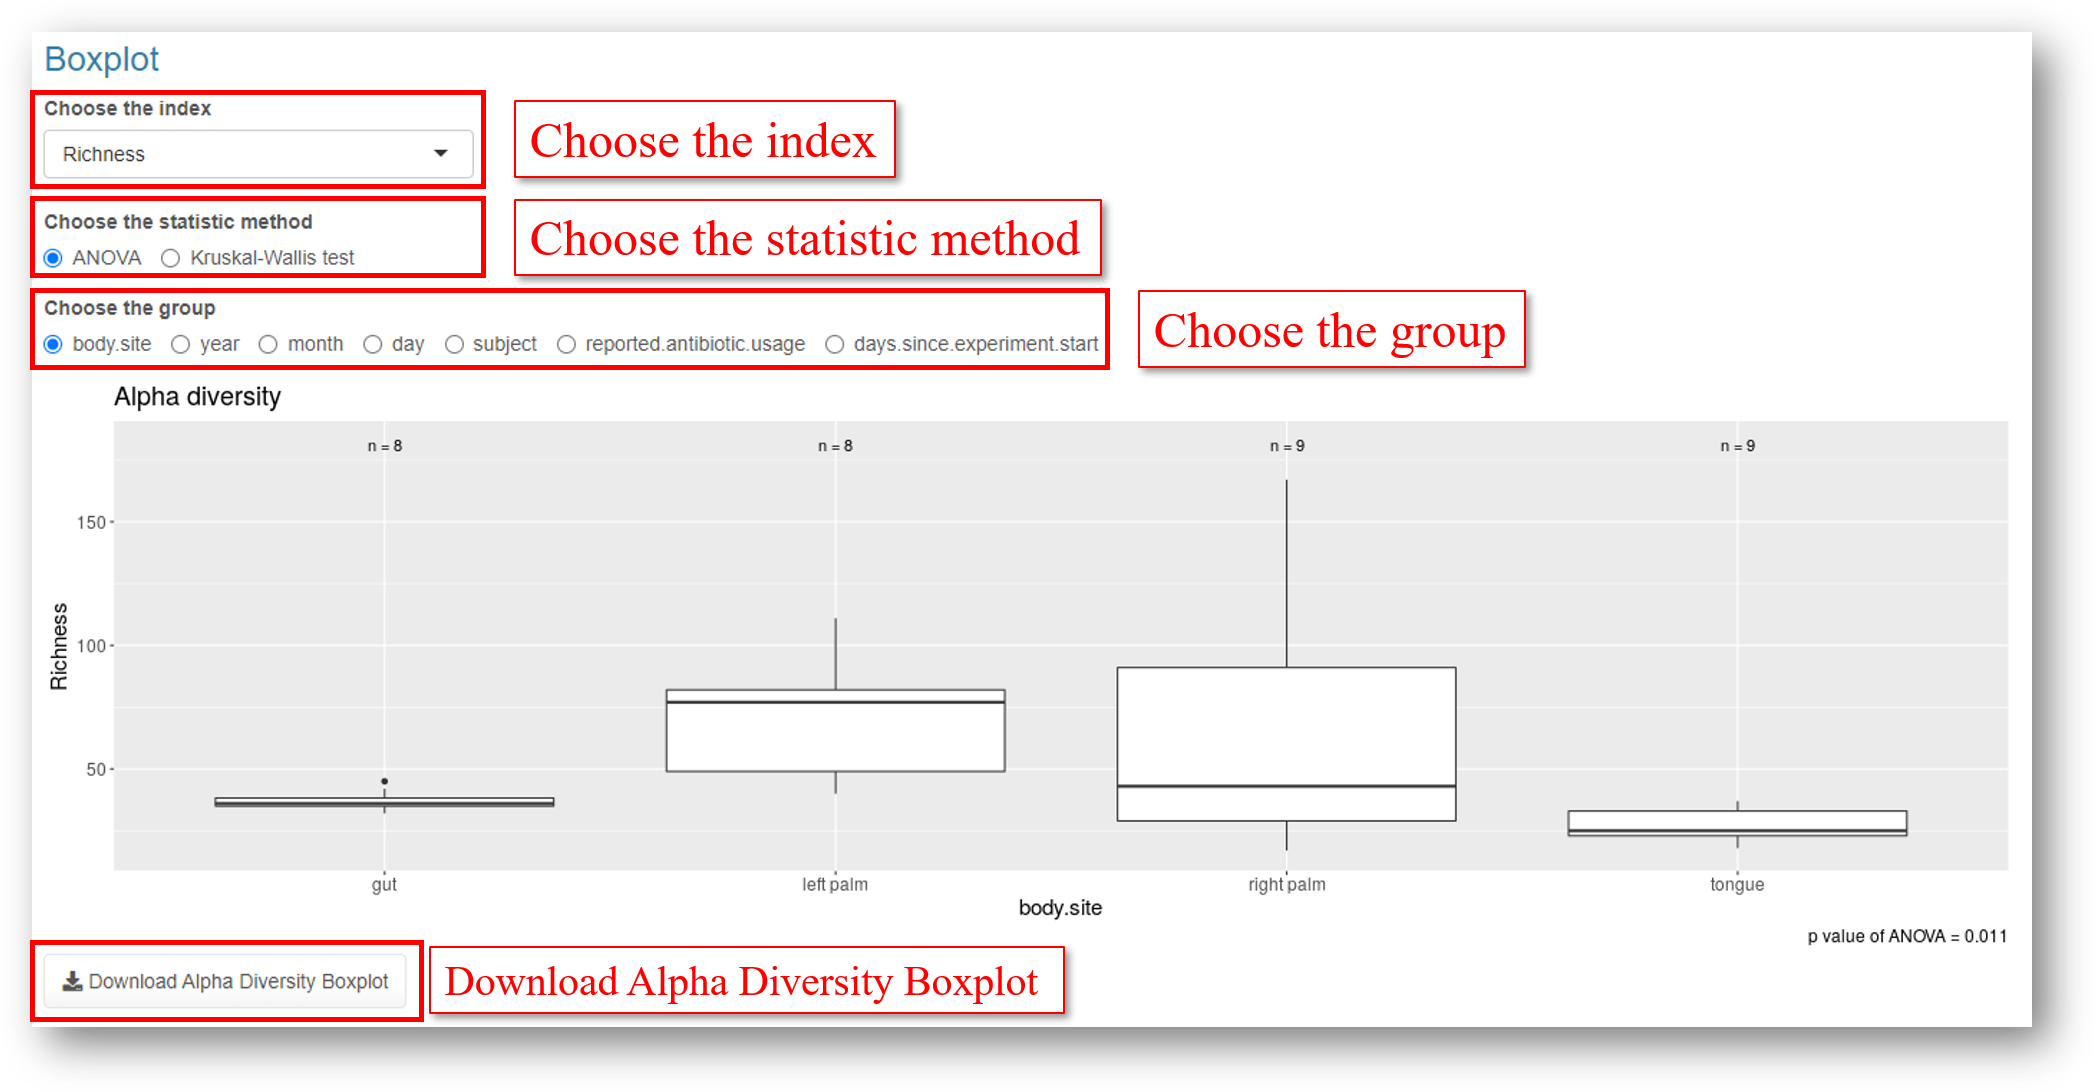 Boxplot
Choose the index
Richness
Choose the index
Choose the statistic method
ANOVA Kruskal-Wallis test
Choose the statistic method
Choose the group
body.site year month day subject reported.antibiotic.usage days.since.experiment.start
Choose the group
Alpha diversity
n = 8 n = 8 n = 9 n = 9
150
100
50
Richness
gut left palm right palm tongue
body.site
p value of ANOVA = 0.011
Download Alpha Diversity Boxplot
Download Alpha Diversity Boxplot